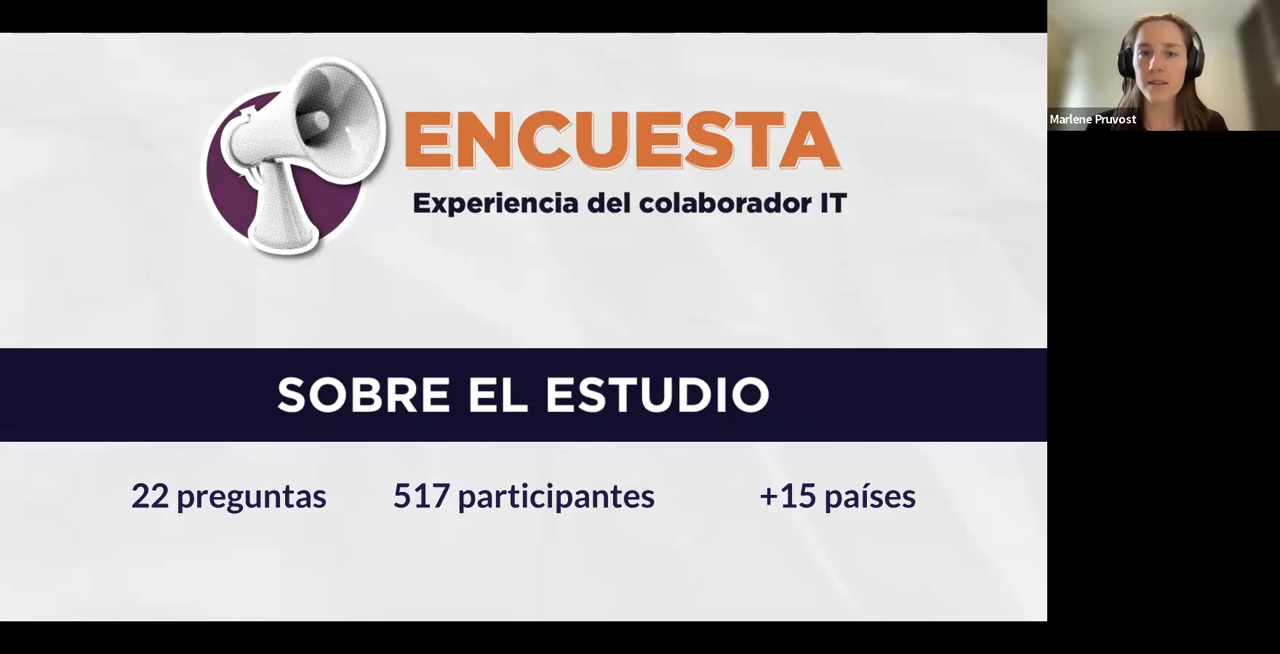 ENCUESTA
Experiencia del colaborador IT
SOBRE EL ESTUDIO
22 preguntas
517 participantes
+15 países
Marlene Pruvost